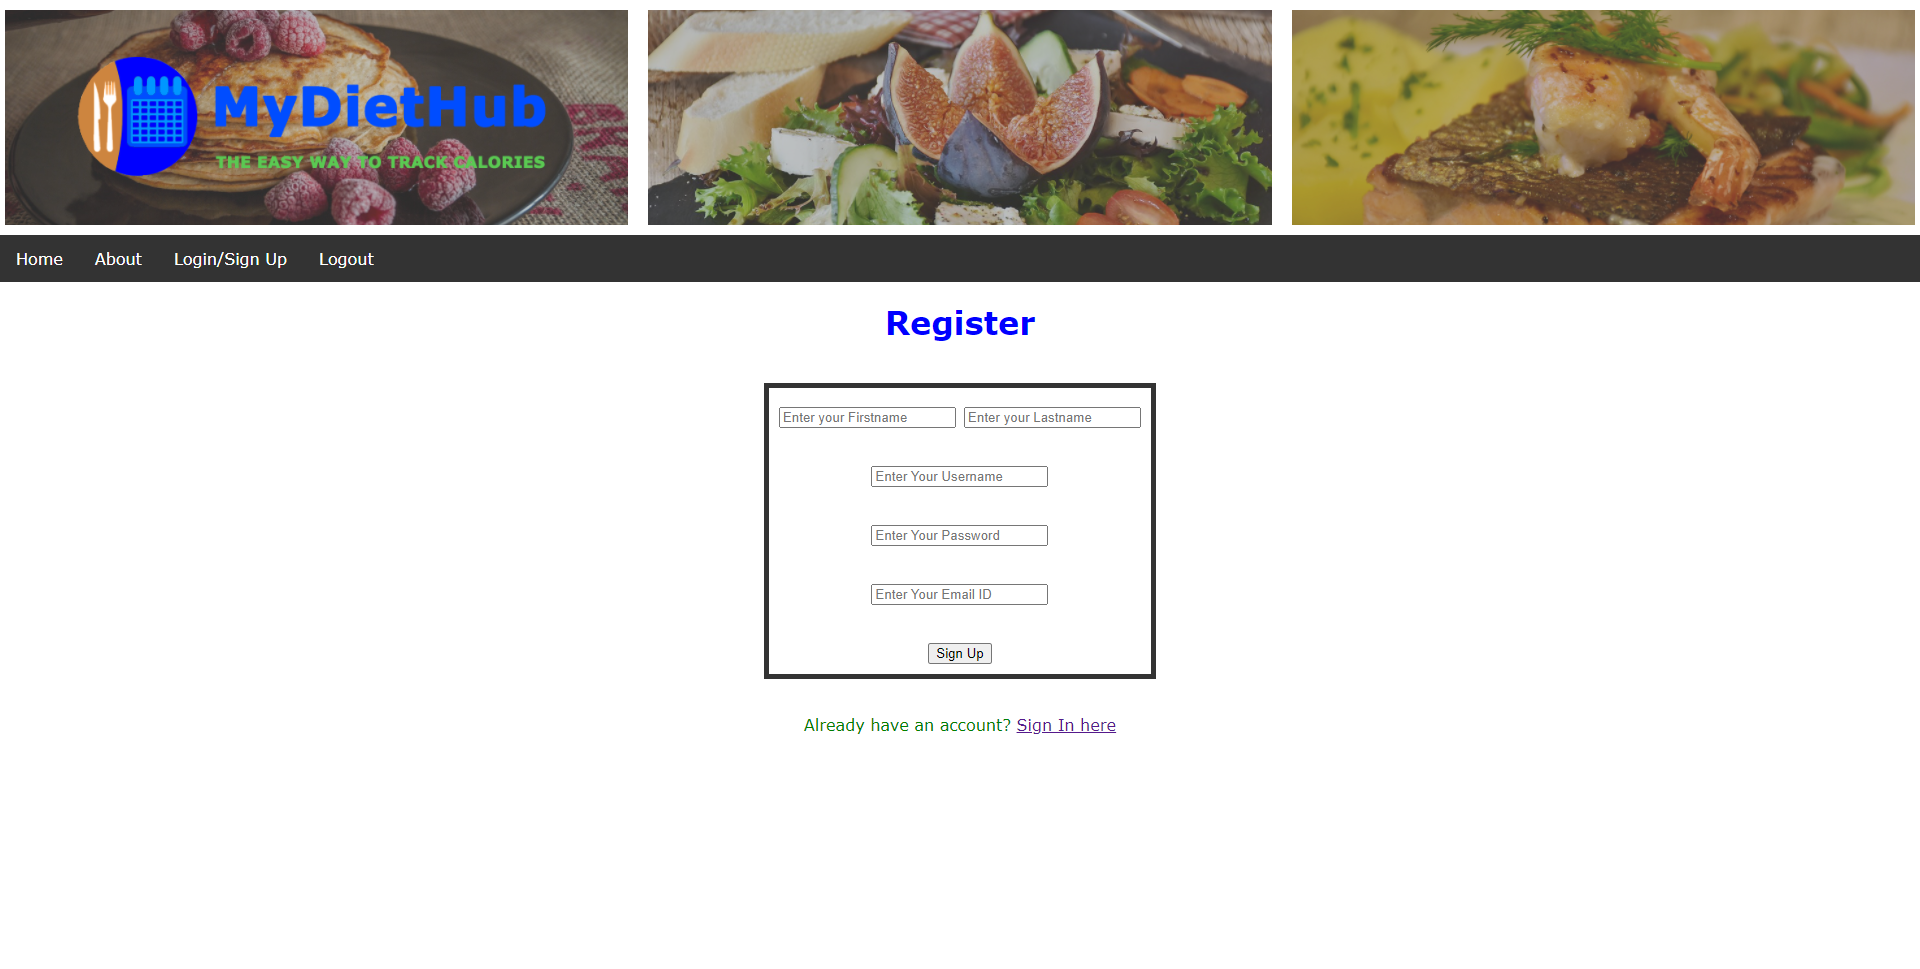 MyDietHub
THE EASY WAY TO TRACK CALORIES
Home About Login/Sign Up Logout
Register
Enter your Firstname Enter your Lastname
Enter Your Username
Enter Your Password
Enter Your Email ID
Sign Up
Already have an account? Sign In here